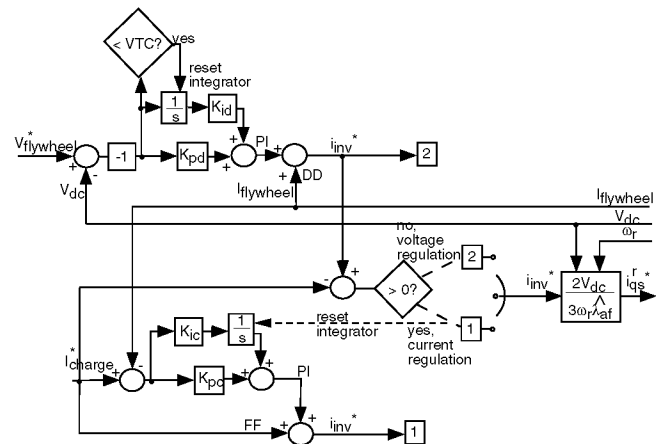 < VTC?
yes
reset
integrator
1
s
K_id
V*_flywheel
+
-
-1
K_pd
+
+
PI
+
+
DD
i_inv*
2
V_dc
I_flywheel
I_flywheel
V_dc
ω_r
no,
voltage
regulation
2
-
+
> 0?
i_inv*
2V_dc
3ω_r λ^_af
i_qs^r*
K_ic
1
s
reset
integrator
yes,
current
regulation
1
I*_charge
+
-
K_pc
+
+
PI
FF
+
+
i_inv*
1